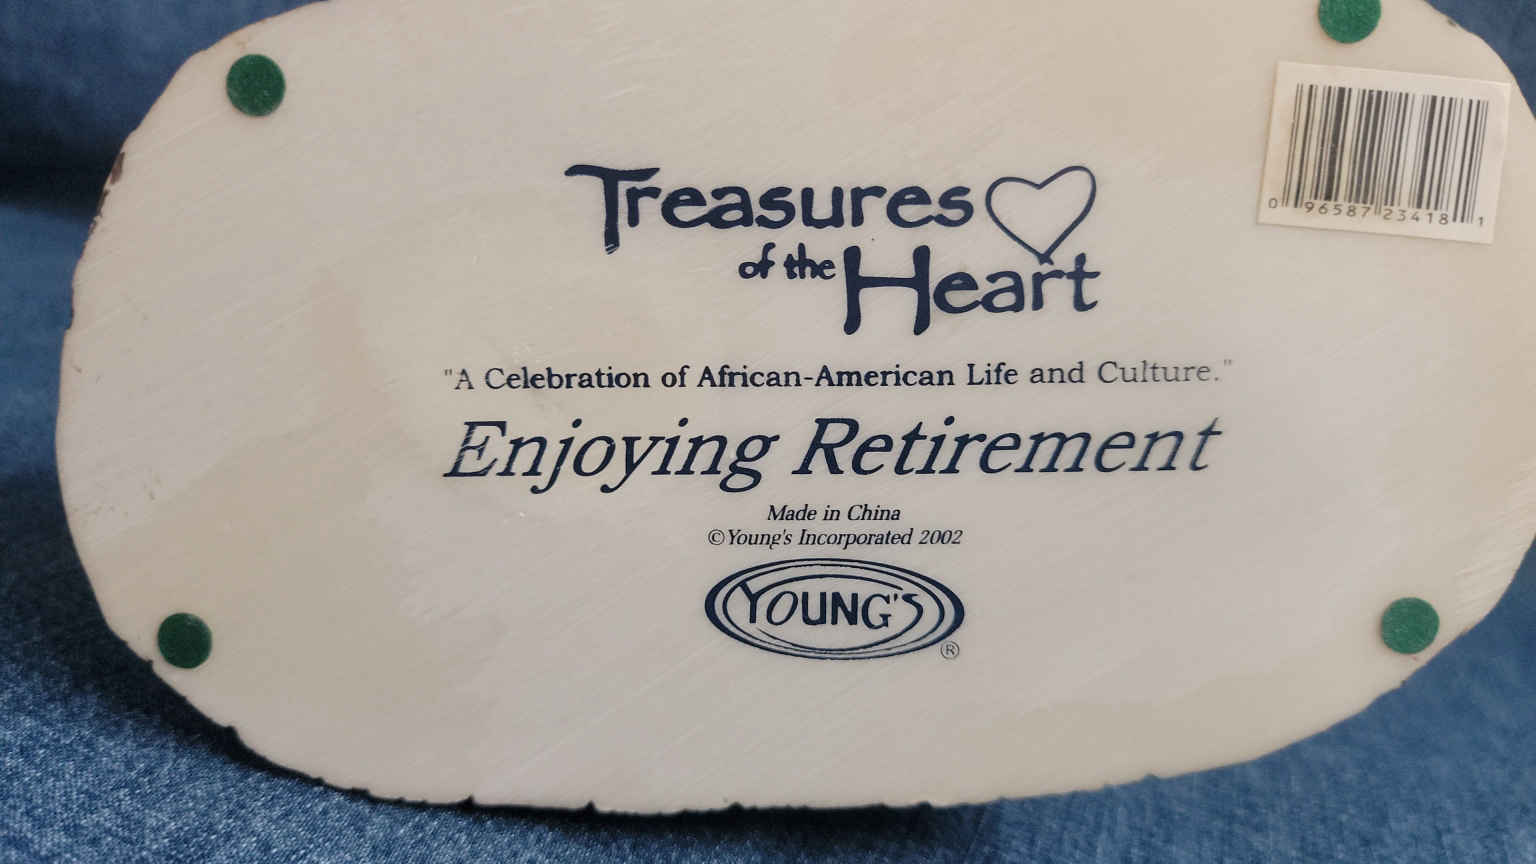 Treasures
of the Heart
"A Celebration of African-American Life and Culture."
Enjoying Retirement
Made in China
©Young's Incorporated 2002
YOUNG'S
®
0 96587 23418 1